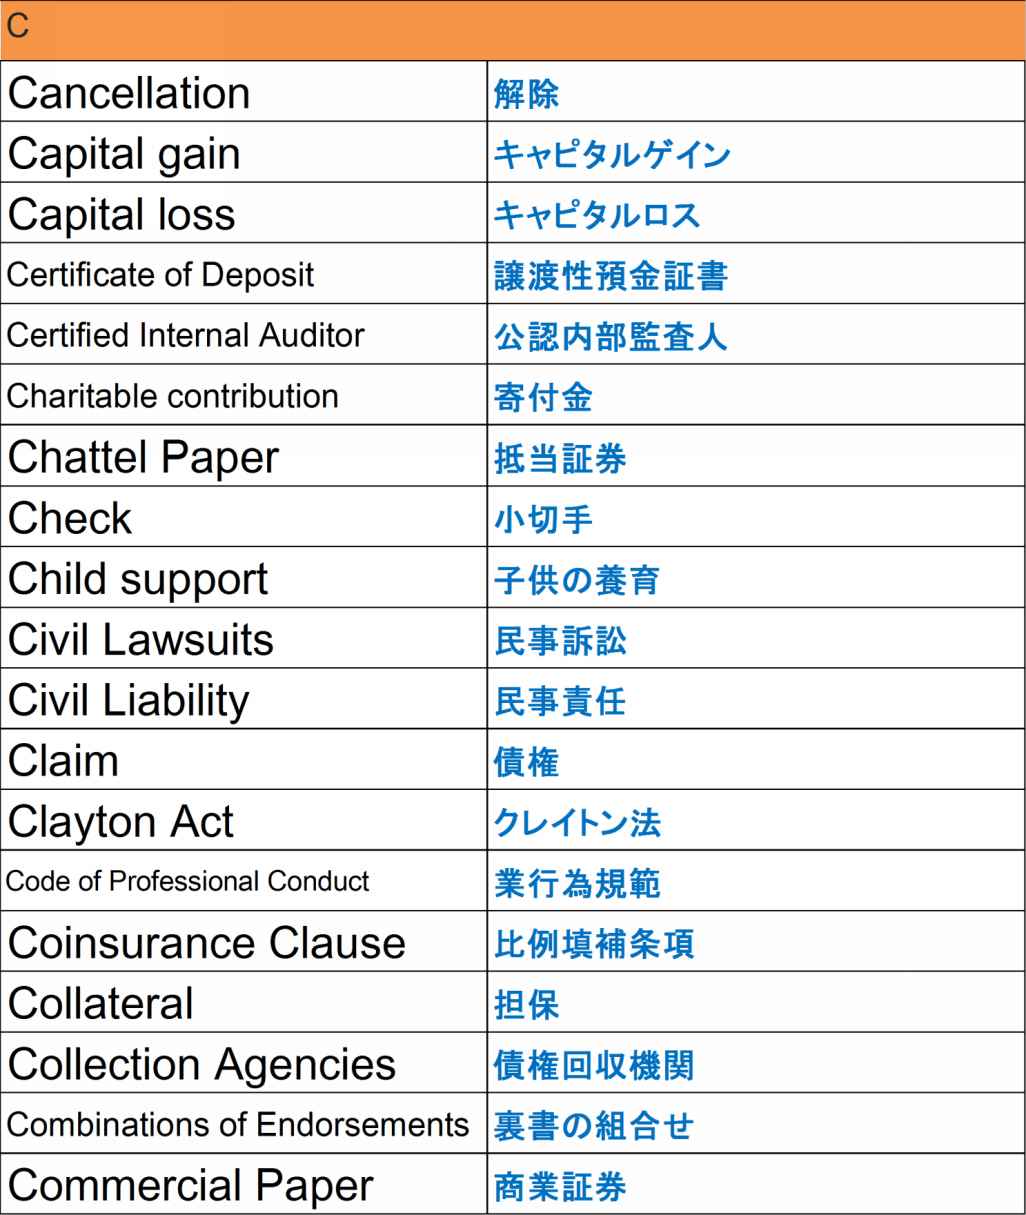 C
Cancellation 解除
Capital gain キャピタルゲイン
Capital loss キャピタルロス
Certificate of Deposit 譲渡性預金証書
Certified Internal Auditor 公認内部監査人
Charitable contribution 寄付金
Chattel Paper 抵当証券
Check 小切手
Child support 子供の養育
Civil Lawsuits 民事訴訟
Civil Liability 民事責任
Claim 債権
Clayton Act クレイトン法
Code of Professional Conduct 業行為規範
Coinsurance Clause 比例填補条項
Collateral 担保
Collection Agencies 債権回収機関
Combinations of Endorsements 裏書の組合せ
Commercial Paper 商業証券